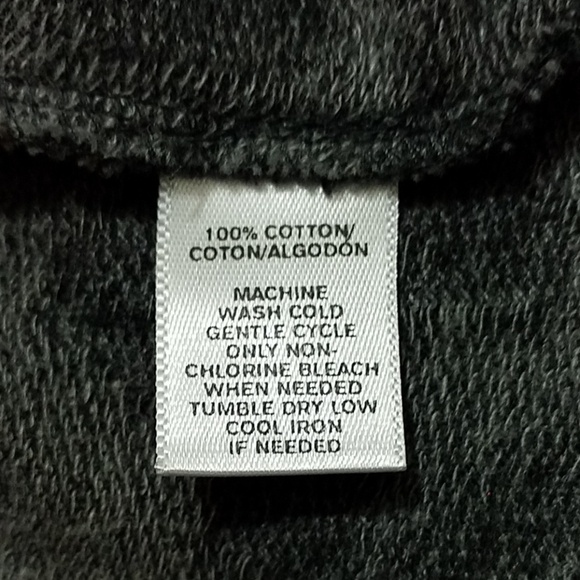 100% COTTON/
COTON/ALGODÓN
MACHINE
WASH COLD
GENTLE CYCLE
ONLY NON-
CHLORINE BLEACH
WHEN NEEDED
TUMBLE DRY LOW
COOL IRON
IF NEEDED